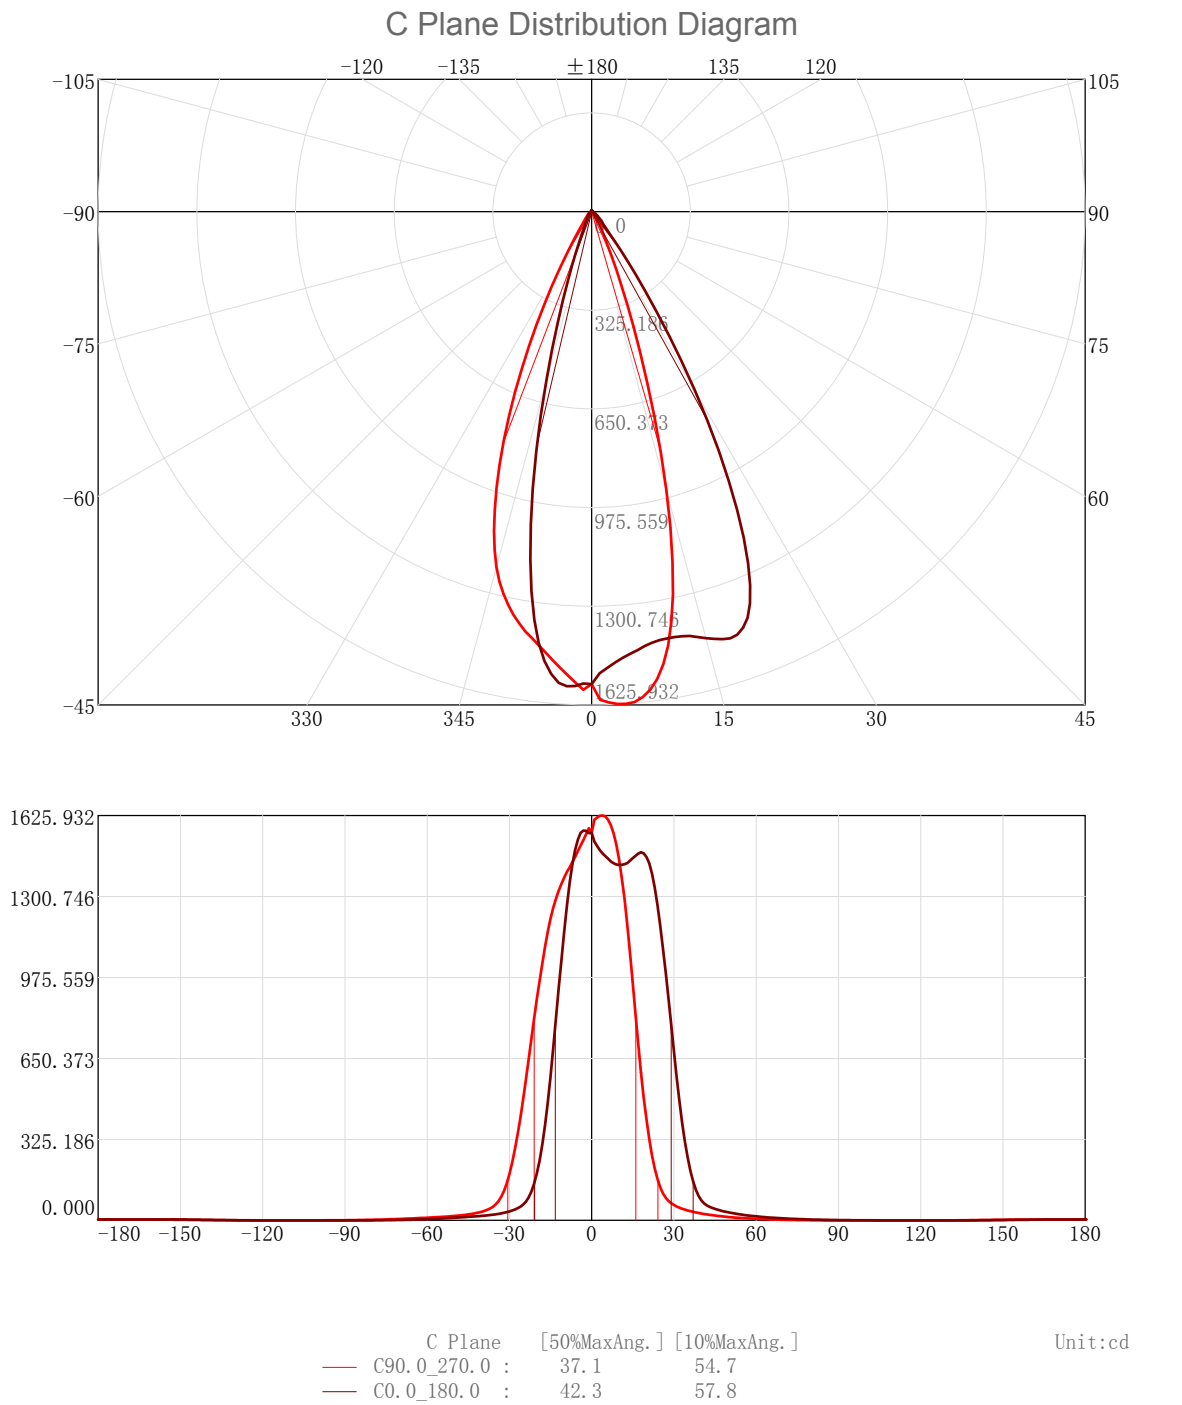 C Plane Distribution Diagram
-120 -135 ±180 135 120
-105 105
-90 90
0
325.186
-75 75
650.373
-60 60
975.559
1300.746
1625.932
-45
330 345 0 15 30 45
1625.932
1300.746
975.559
650.373
325.186
0.000
-180 -150 -120 -90 -60 -30 0 30 60 90 120 150 180
C Plane [50%MaxAng.] [10%MaxAng.] Unit:cd
C90.0_270.0 : 37.1 54.7
C0.0_180.0 : 42.3 57.8